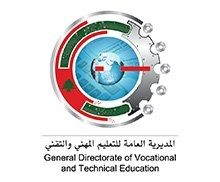 المديرية العامة للتعليم المهني والتقني
General Directorate of Vocational
and Technical Education